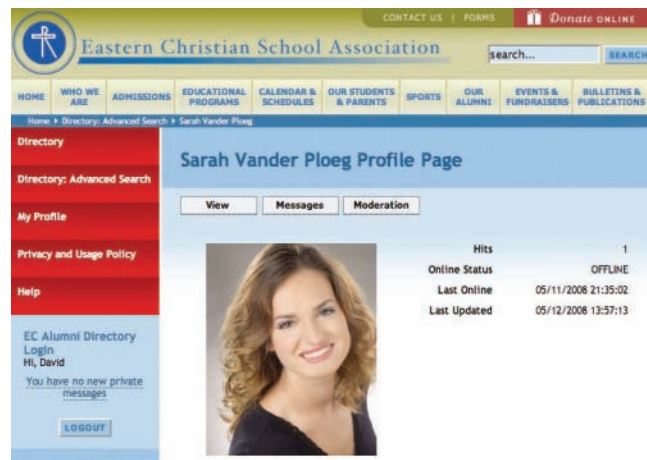 CONTACT US | FORMS
Donate ONLINE
Eastern Christian School Association
search...
SEARCH
HOME
WHO WE ARE
ADMISSIONS
EDUCATIONAL PROGRAMS
CALENDAR & SCHEDULES
OUR STUDENTS & PARENTS
SPORTS
OUR ALUMNI
EVENTS & FUNDRAISERS
BULLETINS & PUBLICATIONS
Home Directory: Advanced Search Sarah Vander Ploeg
Directory
Directory: Advanced Search
My Profile
Privacy and Usage Policy
Help
EC Alumni Directory
Login
Hi, David
You have no new private
messages
LOGOUT
Sarah Vander Ploeg Profile Page
View Messages Moderation
Hits 1
Online Status OFFLINE
Last Online 05/11/2008 21:35:02
Last Updated 05/12/2008 13:57:13